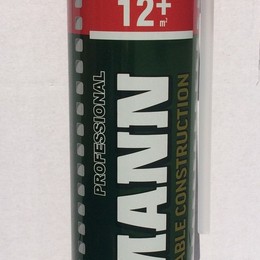 12+
m²
PROFESSIONAL
MANN
ABLE CONSTRUCTION